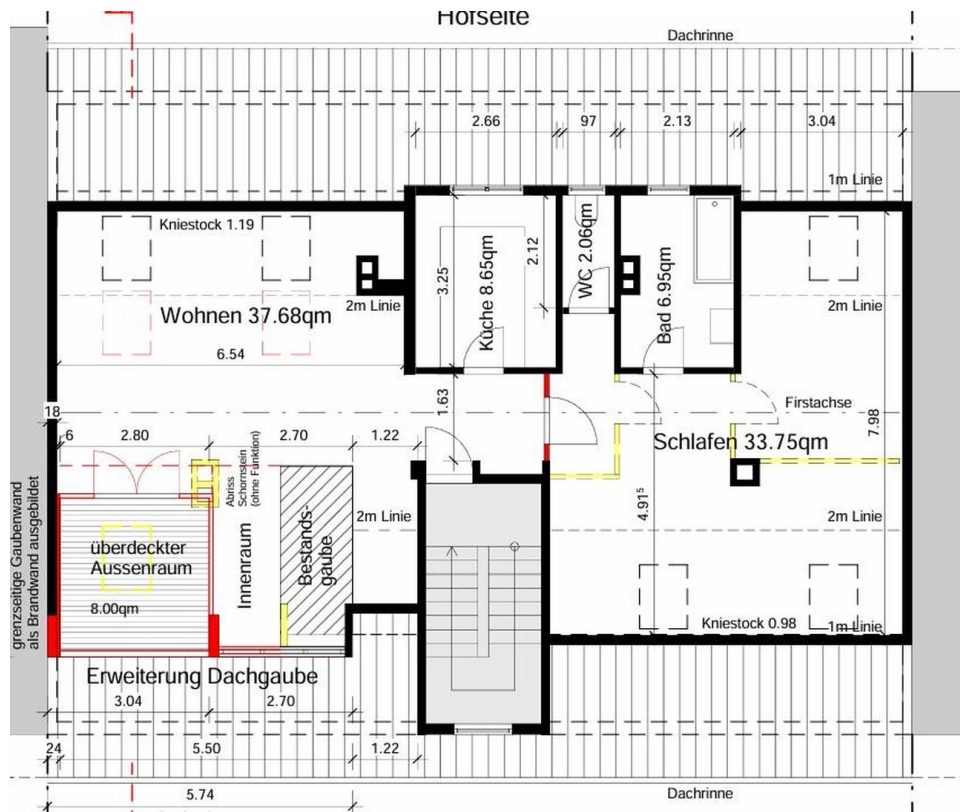 Hofseite
Dachrinne
2.66
97
2.13
3.04
1m Linie
Kniestock 1.19
2m Linie
Wohnen 37.68qm
6.54
3.25
Küche 8.65qm
2.12
WC 2.06qm
Bad 6.95qm
2m Linie
1.63
Firstachse
7.98
18
6
2.80
2.70
1.22
Schlafen 33.75qm
Abriss
Schornstein
(ohne Funktion)
2m Linie
4.91⁵
2m Linie
grenzseitige Gaubenwand
als Brandwand ausgebildet
überdeckter
Aussenraum
8.00qm
Innenraum
Bestands-
gaube
Kniestock 0.98
1m Linie
Erweiterung Dachgaube
3.04
2.70
24
5.50
1.22
5.74
Dachrinne